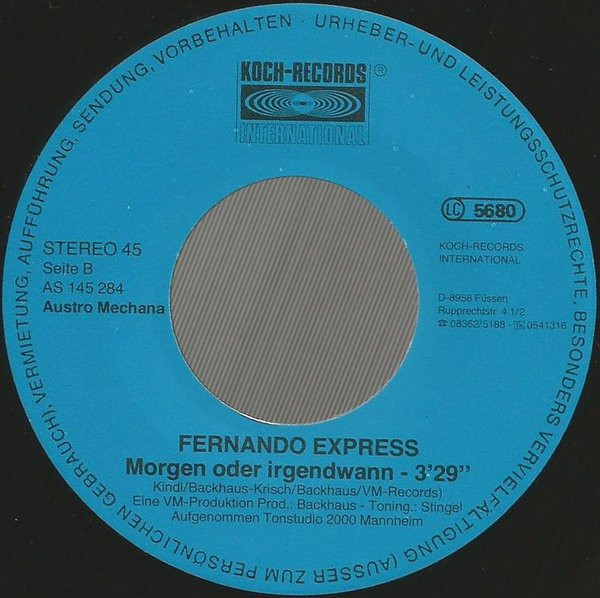 URHEBER- UND LEISTUNGSSCHUTZRECHTE, BESONDERS VERVIELFÄLTIGUNG (AUSSER ZUM PERSÖNLICHEN GEBRAUCH), VERMIETUNG, AUFFÜHRUNG, SENDUNG, VORBEHALTEN ·
KOCH-RECORDS ®
INTERNATIONAL
LC 5680
STEREO 45
Seite B
AS 145 284
Austro Mechana
KOCH-RECORDS
INTERNATIONAL
D-8958 Füssen
Rupprechtstr. 4 1/2
☎ 08362/5188 - 0541316
FERNANDO EXPRESS
Morgen oder irgendwann - 3'29"
Kindl/Backhaus-Krisch/Backhaus/VM-Records)
Eine VM-Produktion Prod.: Backhaus - Toning.: Stingel
Aufgenommen Tonstudio 2000 Mannheim